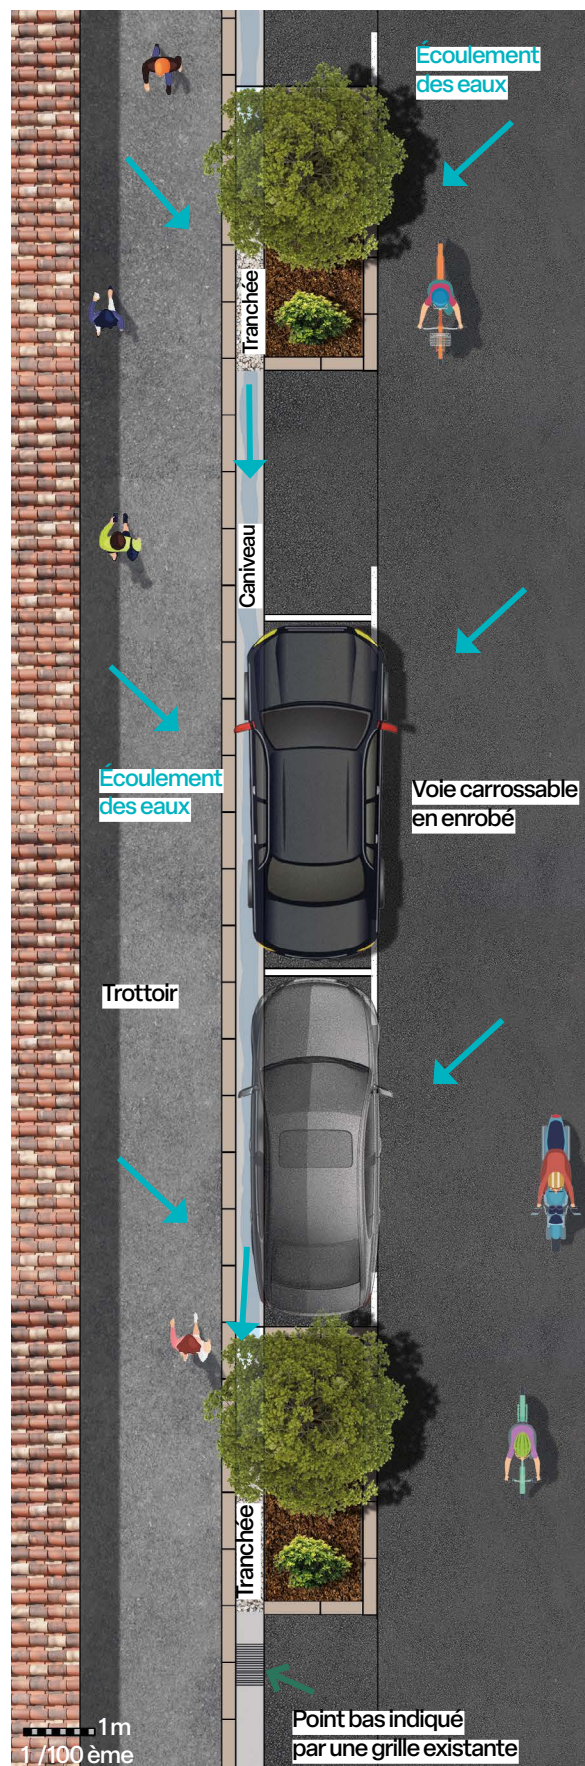 Écoulement
des eaux
Tranchée
Caniveau
Écoulement
des eaux
Voie carrossable
en enrobé
Trottoir
Tranchée
1 m
1 /100 ème
Point bas indiqué
par une grille existante